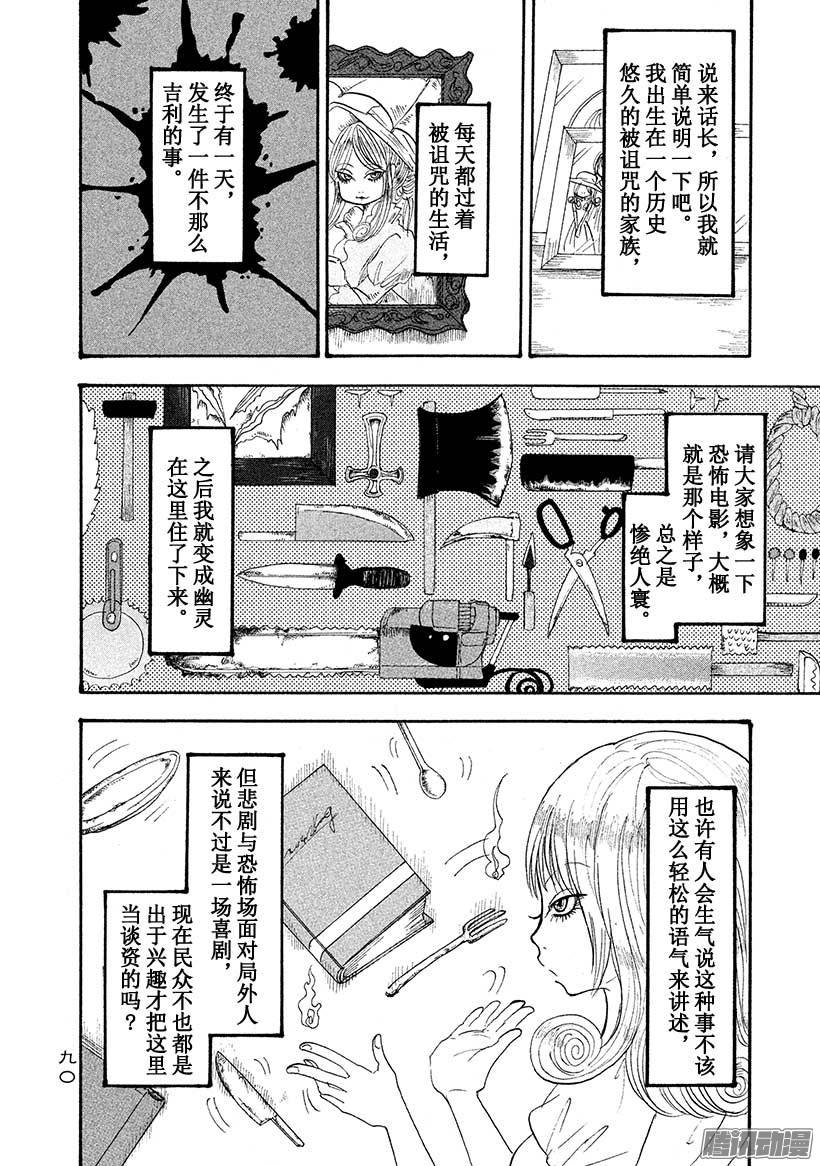 说来话长，所以我就
简单说明一下吧。
我出生在一个历史
悠久的被诅咒的家族，
每天都过着
被诅咒的生活，
终于有一天，
发生了一件不那么
吉利的事。
请大家想象一下
恐怖电影，大概
就是那个样子，
总之是
惨绝人寰。
之后我就变成幽灵
在这里住了下来。
也许有人会生气说这种事不该
用这么轻松的语气来讲述，
但悲剧与恐怖场面对局外人
来说不过是一场喜剧，
现在民众不也都是
出于兴趣才把这里
当谈资的吗？
九〇
腾讯动漫